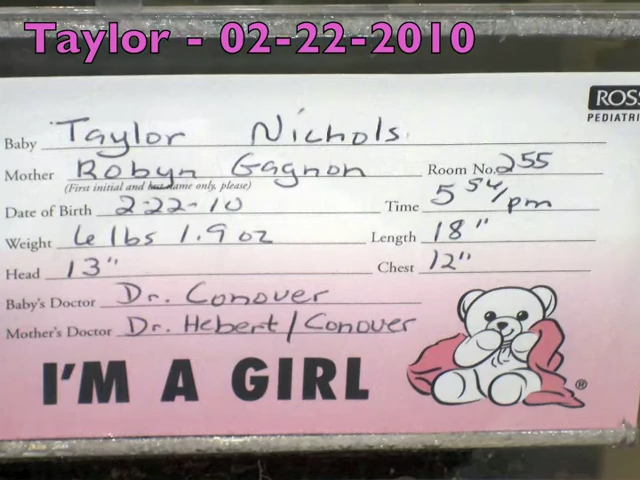 Taylor - 02-22-2010
ROSS
PEDIATRI
Baby Taylor Nichols
Mother Robyn Gagnon Room No. 255
(First initial and last name only, please)
Date of Birth 2-22-10 Time 5 54/pm
Weight 6 lbs 1.9 oz Length 18"
Head 13" Chest 12"
Baby's Doctor Dr. Conover
Mother's Doctor Dr. Hebert/Conover
I'M A GIRL
®